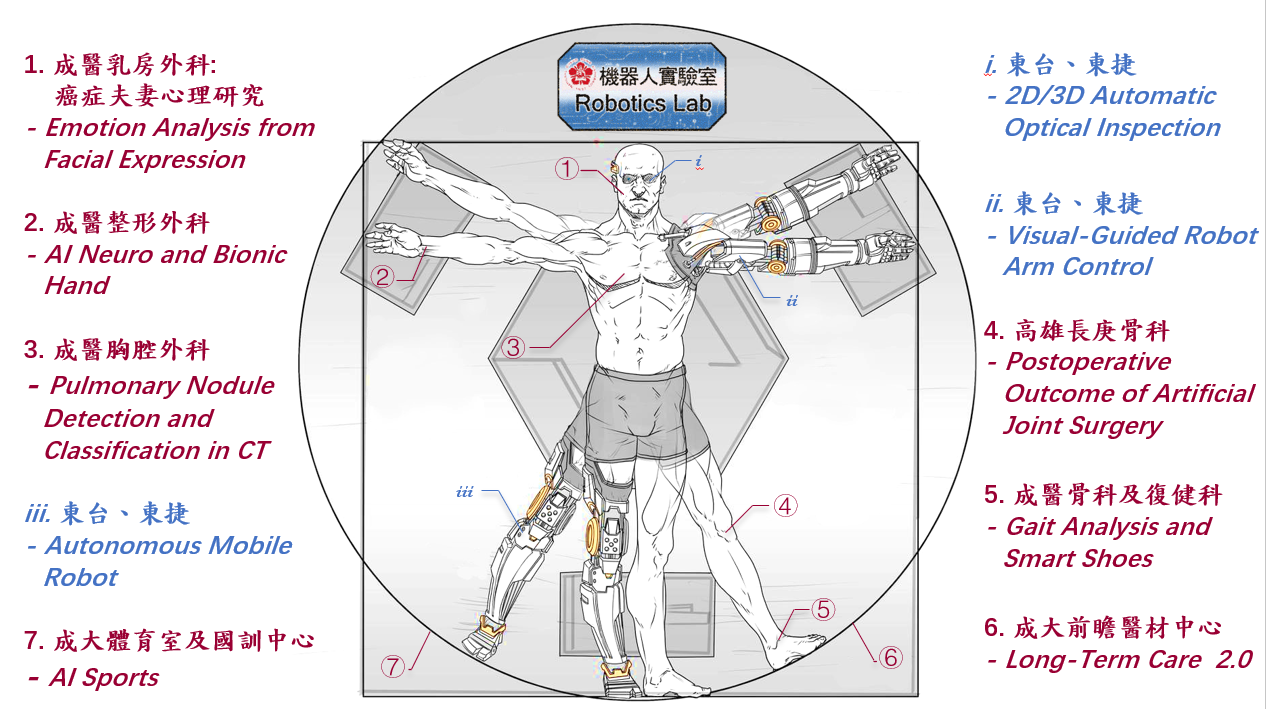 1. 成醫乳房外科:
癌症夫妻心理研究
- Emotion Analysis from
Facial Expression
2. 成醫整形外科
- AI Neuro and Bionic
Hand
3. 成醫胸腔外科
- Pulmonary Nodule
Detection and
Classification in CT
iii. 東台、東捷
- Autonomous Mobile
Robot
7. 成大體育室及國訓中心
- AI Sports
機器人實驗室
Robotics Lab
①
i
②
ii
③
iii
④
⑤
⑥
⑦
i. 東台、東捷
- 2D/3D Automatic
Optical Inspection
ii. 東台、東捷
- Visual-Guided Robot
Arm Control
4. 高雄長庚骨科
- Postoperative
Outcome of Artificial
Joint Surgery
5. 成醫骨科及復健科
- Gait Analysis and
Smart Shoes
6. 成大前瞻醫材中心
- Long-Term Care 2.0